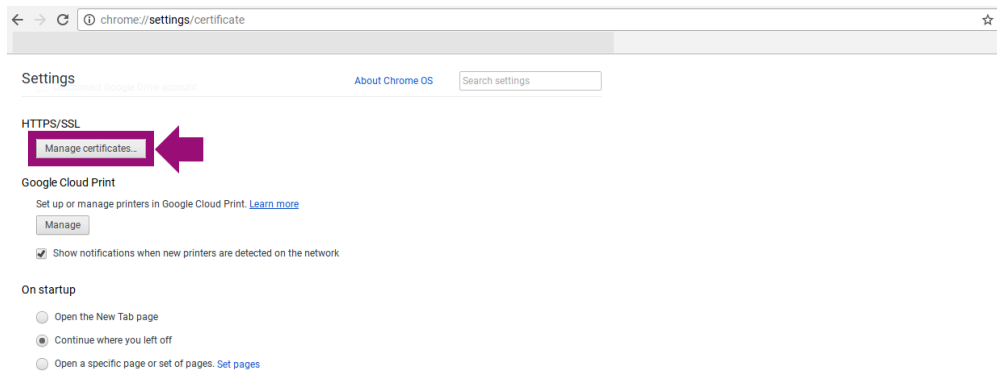 chrome://settings/certificate
Settings
About Chrome OS
Search settings
HTTPS/SSL
Manage certificates...
Google Cloud Print
Set up or manage printers in Google Cloud Print. Learn more
Manage
Show notifications when new printers are detected on the network
On startup
Open the New Tab page
Continue where you left off
Open a specific page or set of pages. Set pages